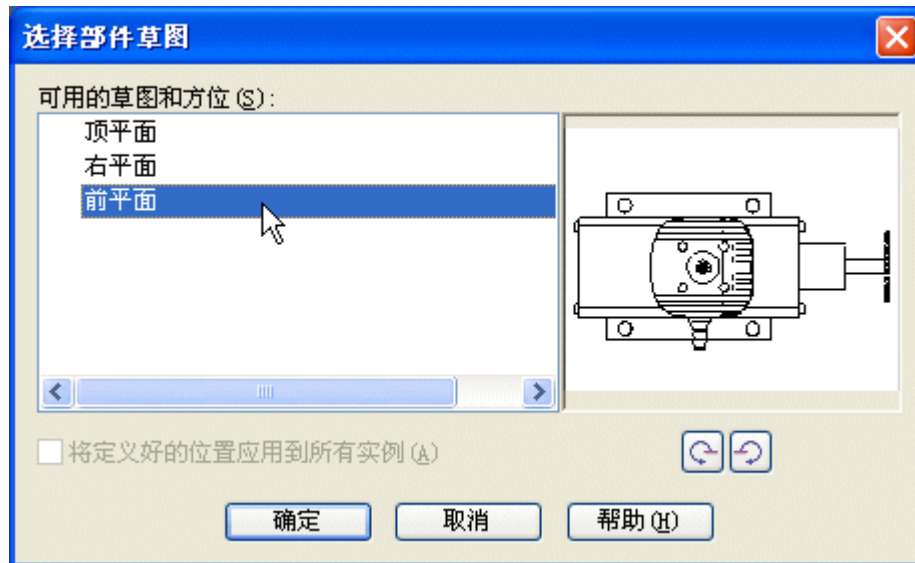 选择部件草图
可用的草图和方位(S):
顶平面
右平面
前平面
将定义好的位置应用到所有实例(A)
确定
取消
帮助(H)